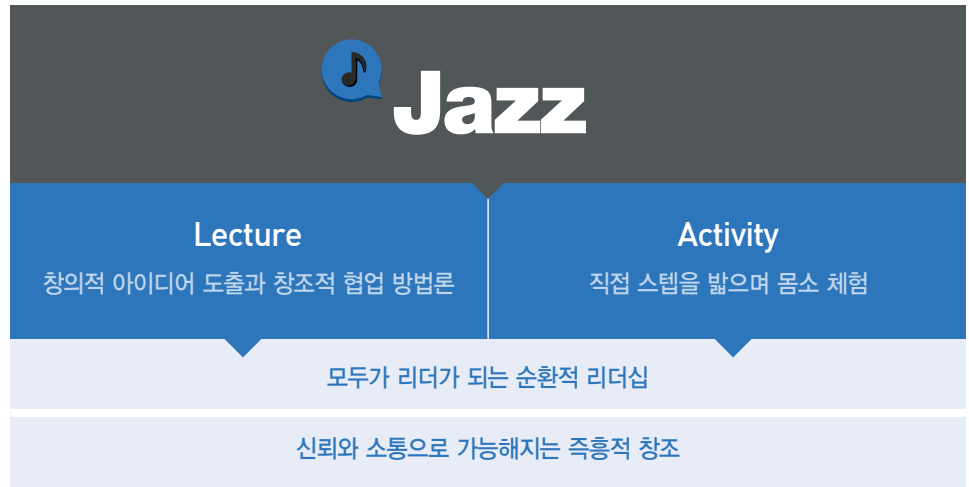 Jazz
Lecture
창의적 아이디어 도출과 창조적 협업 방법론
Activity
직접 스텝을 밟으며 몸소 체험
모두가 리더가 되는 순환적 리더십
신뢰와 소통으로 가능해지는 즉흥적 창조